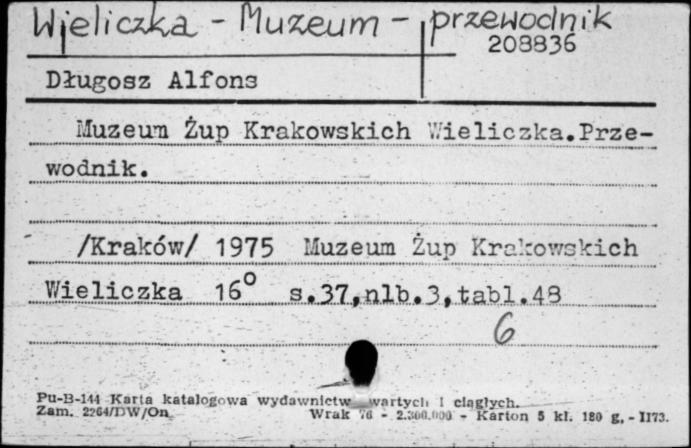 Wieliczka - Muzeum - przewodnik
208836
Długosz Alfons
Muzeum Żup Krakowskich Wieliczka.Prze-
wodnik.
/Kraków/ 1975 Muzeum Żup Krakowskich
Wieliczka 16° s.37,nlb.3,tabl.48
6
Pu-B-144 Karta katalogowa wydawnictw zwartych i ciągłych.
Zam. 2264/DW/On Wrak 76 - 2.300.000 - Karton 5 kl. 180 g. - 1173.